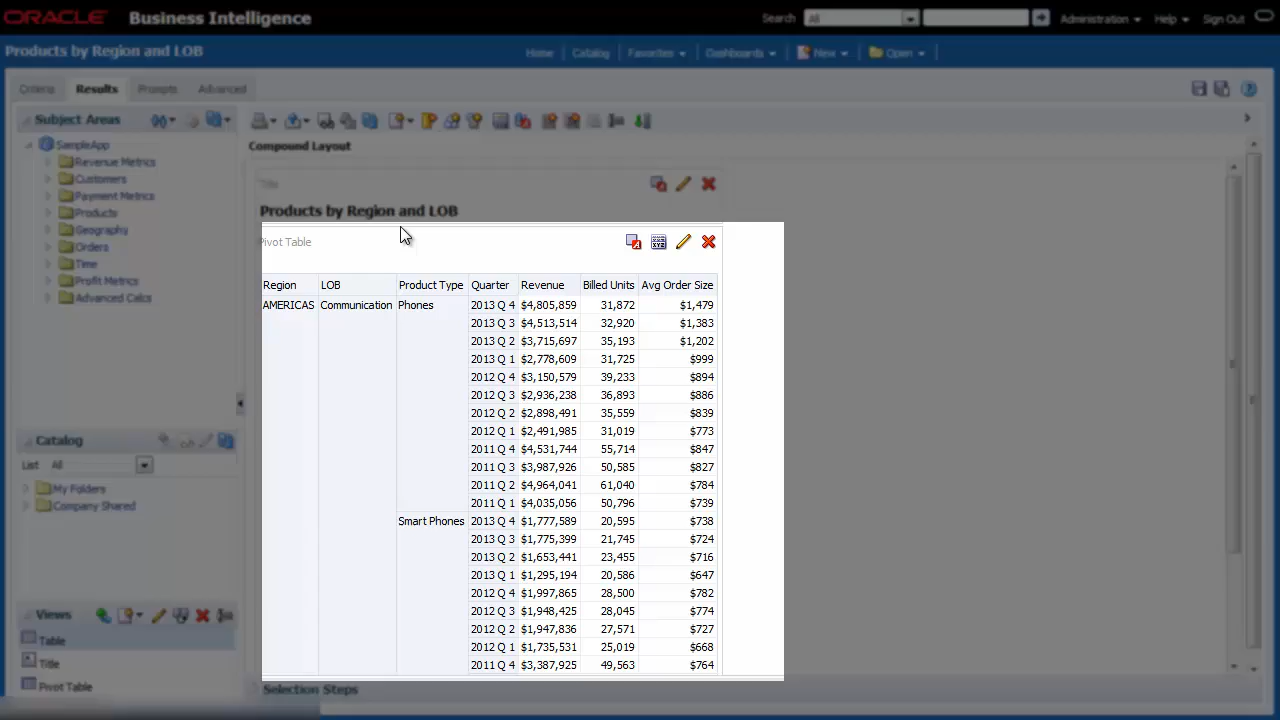 ORACLE Business Intelligence Search All Administration Help Sign Out
Products by Region and LOB Home Catalog Favorites Dashboards New Open
Criteria Results Prompts Advanced
Subject Areas
SampleApp
Revenue Metrics
Customers
Payment Metrics
Products
Geography
Orders
Time
Profit Metrics
Advanced Calcs
Catalog
List All
My Folders
Company Shared
Views
Table
Title
Pivot Table
Compound Layout
Title
Products by Region and LOB
Pivot Table
Region LOB Product Type Quarter Revenue Billed Units Avg Order Size
AMERICAS Communication Phones 2013 Q 4 $4,805,859 31,872 $1,479
2013 Q 3 $4,513,514 32,920 $1,383
2013 Q 2 $3,715,697 35,193 $1,202
2013 Q 1 $2,778,609 31,725 $999
2012 Q 4 $3,150,579 39,233 $894
2012 Q 3 $2,936,238 36,893 $886
2012 Q 2 $2,898,491 35,559 $839
2012 Q 1 $2,491,985 31,019 $773
2011 Q 4 $4,531,744 55,714 $847
2011 Q 3 $3,987,926 50,585 $827
2011 Q 2 $4,964,041 61,040 $784
2011 Q 1 $4,035,056 50,796 $739
Smart Phones 2013 Q 4 $1,777,589 20,595 $738
2013 Q 3 $1,775,399 21,745 $724
2013 Q 2 $1,653,441 23,455 $716
2013 Q 1 $1,295,194 20,586 $647
2012 Q 4 $1,997,865 28,500 $782
2012 Q 3 $1,948,425 28,045 $774
2012 Q 2 $1,947,836 27,571 $727
2012 Q 1 $1,735,531 25,019 $668
2011 Q 4 $3,387,925 49,563 $764
Selection Steps